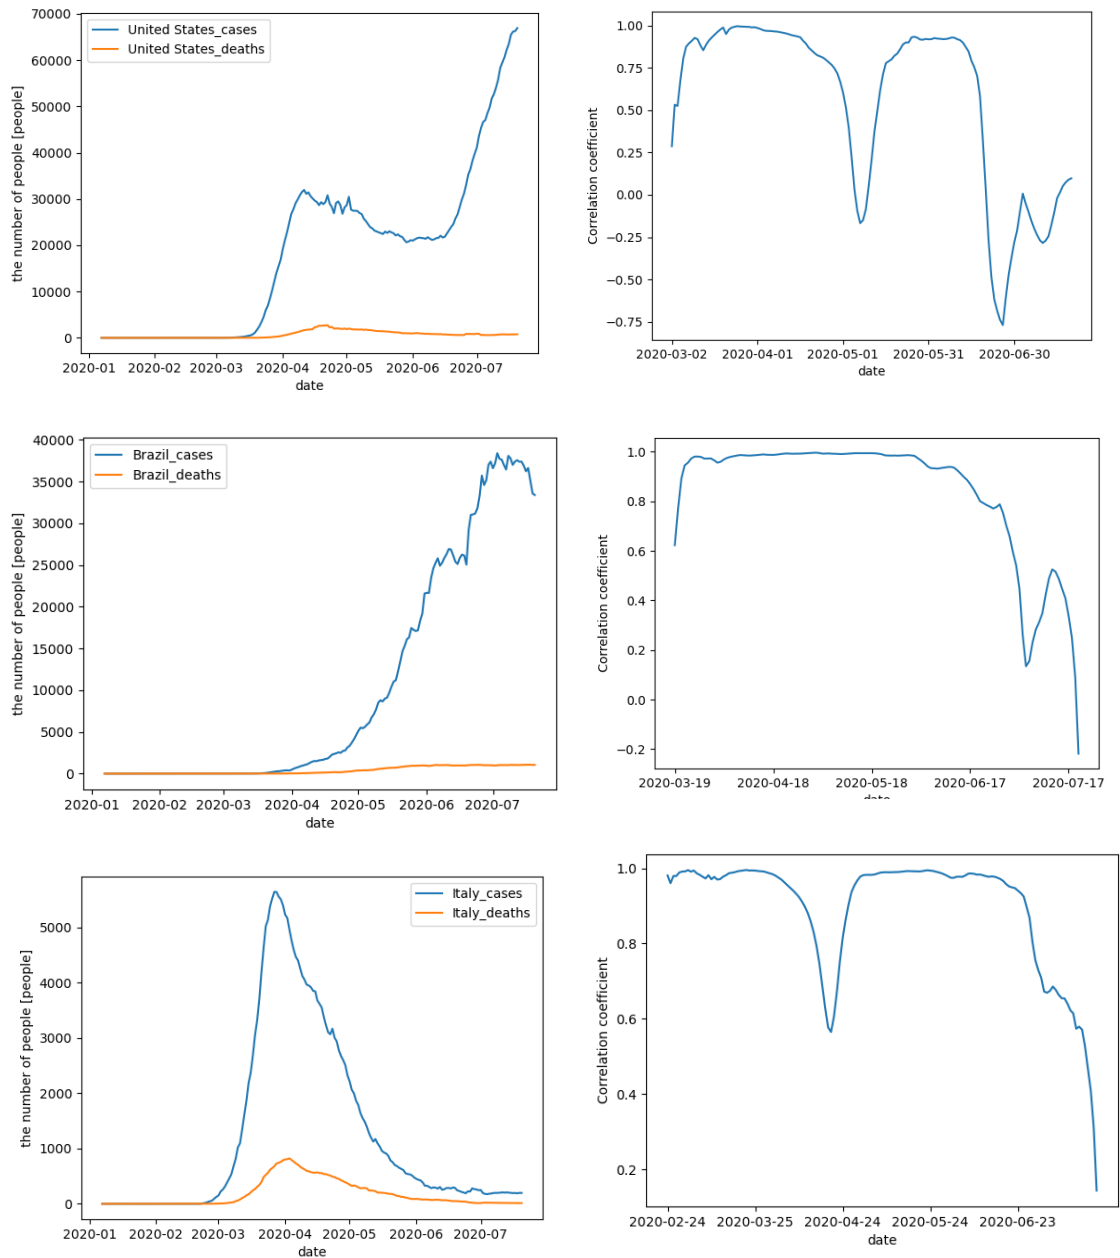 70000
60000
50000
40000
30000
20000
10000
0
the number of people [people]
United States_cases
United States_deaths
2020-01 2020-02 2020-03 2020-04 2020-05 2020-06 2020-07
date
1.00
0.75
0.50
0.25
0.00
−0.25
−0.50
−0.75
Correlation coefficient
2020-03-02 2020-04-01 2020-05-01 2020-05-31 2020-06-30
date
40000
35000
30000
25000
20000
15000
10000
5000
0
the number of people [people]
Brazil_cases
Brazil_deaths
2020-01 2020-02 2020-03 2020-04 2020-05 2020-06 2020-07
date
1.0
0.8
0.6
0.4
0.2
0.0
−0.2
Correlation coefficient
2020-03-19 2020-04-18 2020-05-18 2020-06-17 2020-07-17
date
5000
4000
3000
2000
1000
0
the number of people [people]
Italy_cases
Italy_deaths
2020-01 2020-02 2020-03 2020-04 2020-05 2020-06 2020-07
date
1.0
0.8
0.6
0.4
0.2
Correlation coefficient
2020-02-24 2020-03-25 2020-04-24 2020-05-24 2020-06-23
date